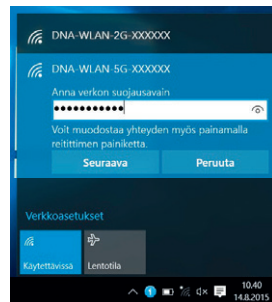 DNA-WLAN-2G-XXXXXX
DNA-WLAN-5G-XXXXXX
Anna verkon suojausavain
●●●●●●●●●●●
Voit muodostaa yhteyden myös painamalla
reitittimen painiketta.
Seuraava Peruuta
Verkkoasetukset
Käytettävissä Lentotila
10.40
14.8.2015